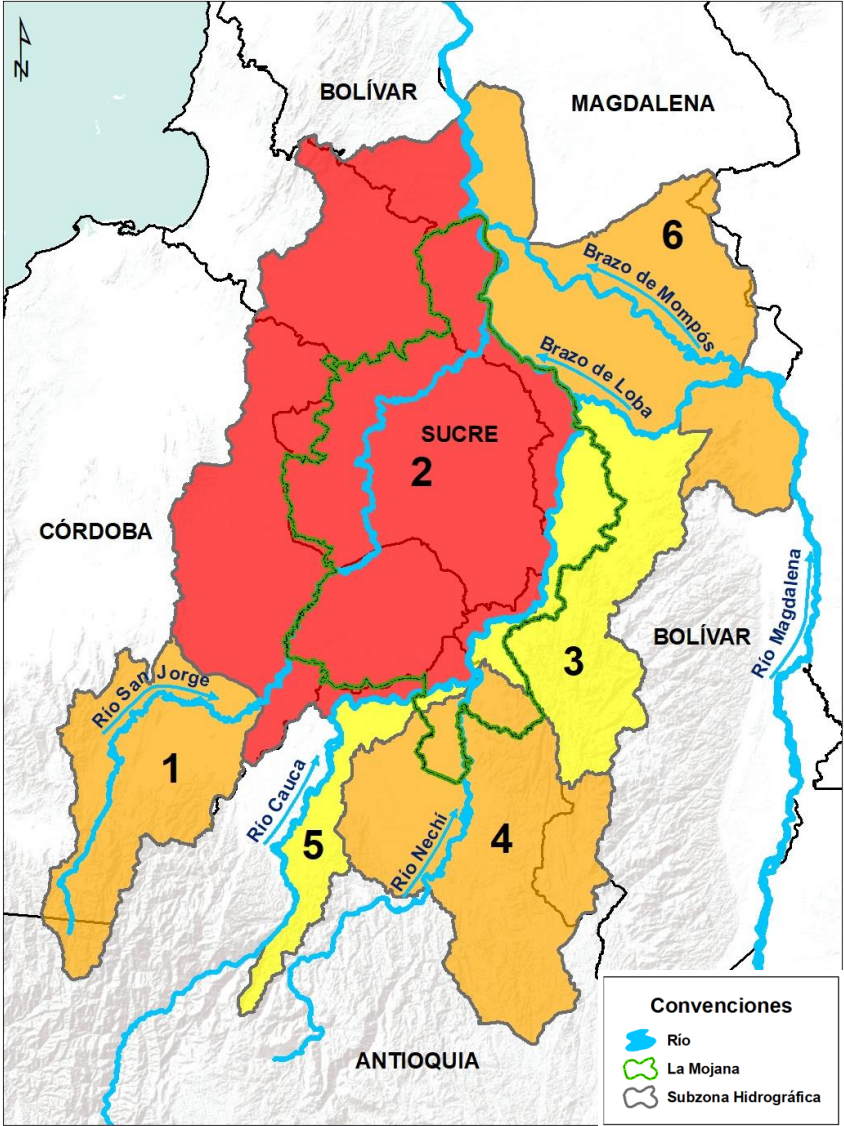 N
BOLÍVAR
MAGDALENA
6
Brazo de Mompós
Brazo de Loba
SUCRE
2
CÓRDOBA
Río Magdalena
BOLÍVAR
3
Río San Jorge
1
Río Cauca
5
Río Nechí
4
ANTIOQUIA
Convenciones
Río
La Mojana
Subzona Hidrográfica